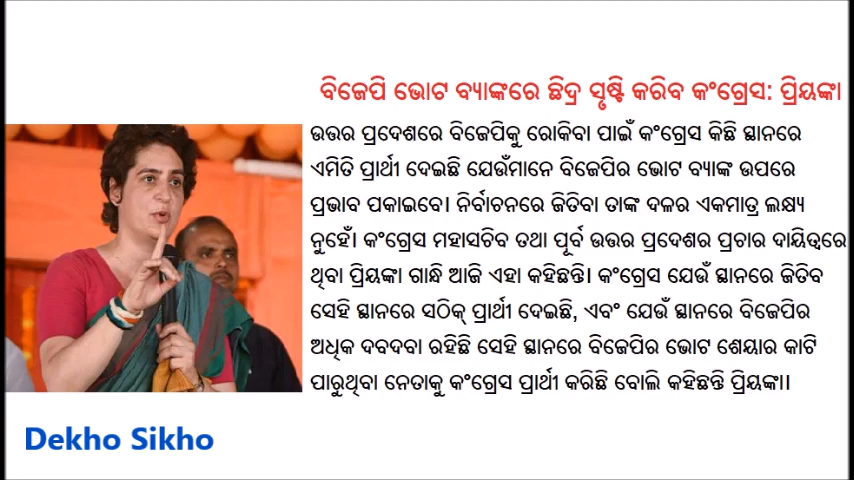 ବିଜେପି ଭୋଟ ବ୍ୟାଙ୍କରେ ଛିଦ୍ର ସୃଷ୍ଟି କରିବ କଂଗ୍ରେସ: ପ୍ରିୟଙ୍କା
ଉତ୍ତର ପ୍ରଦେଶରେ ବିଜେପିକୁ ରୋକିବା ପାଇଁ କଂଗ୍ରେସ କିଛି ସ୍ଥାନରେ
ଏମିତି ପ୍ରାର୍ଥୀ ଦେଇଛି ଯେଉଁମାନେ ବିଜେପିର ଭୋଟ ବ୍ୟାଙ୍କ ଉପରେ
ପ୍ରଭାବ ପକାଇବେ। ନିର୍ବାଚନରେ ଜିତିବା ତାଙ୍କ ଦଳର ଏକମାତ୍ର ଲକ୍ଷ୍ୟ
ନୁହେଁ। କଂଗ୍ରେସ ମହାସଚିବ ତଥା ପୂର୍ବ ଉତ୍ତର ପ୍ରଦେଶର ପ୍ରଚାର ଦାୟିତ୍ୱରେ
ଥିବା ପ୍ରିୟଙ୍କା ଗାନ୍ଧି ଆଜି ଏହା କହିଛନ୍ତି। କଂଗ୍ରେସ ଯେଉଁ ସ୍ଥାନରେ ଜିତିବ
ସେହି ସ୍ଥାନରେ ସଠିକ୍ ପ୍ରାର୍ଥୀ ଦେଇଛି, ଏବଂ ଯେଉଁ ସ୍ଥାନରେ ବିଜେପିର
ଅଧିକ ଦବଦବା ରହିଛି ସେହି ସ୍ଥାନରେ ବିଜେପିର ଭୋଟ ଶେୟାର କାଟି
ପାରୁଥିବା ନେତାକୁ କଂଗ୍ରେସ ପ୍ରାର୍ଥୀ କରିଛି ବୋଲି କହିଛନ୍ତି ପ୍ରିୟଙ୍କା।
Dekho Sikho